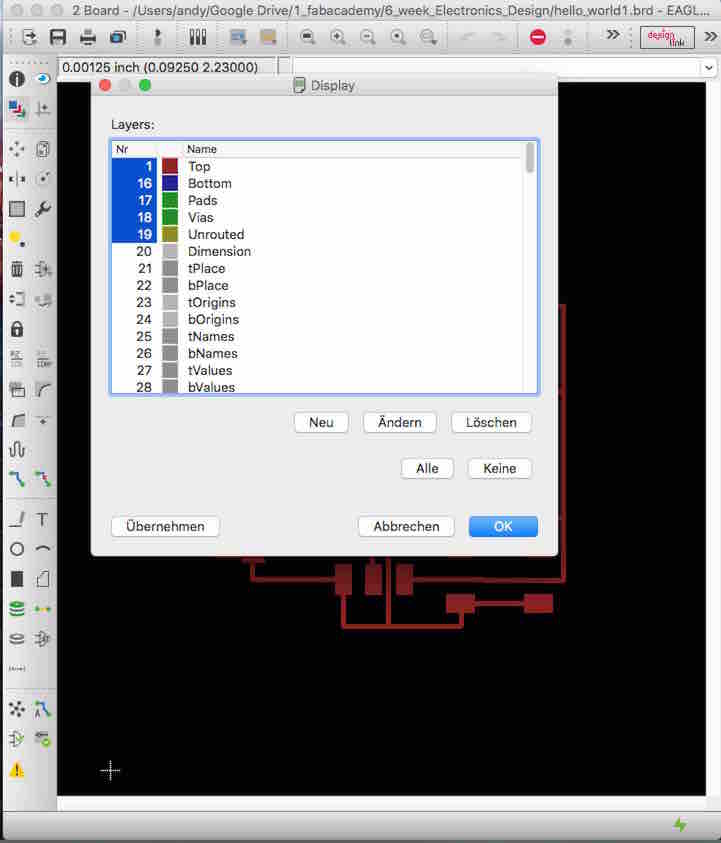 2 Board - /Users/andy/Google Drive/1_fabacademy/6_week_Electronics_Design/hello_world1.brd - EAGL...
design link
0.00125 inch (0.09250 2.23000)
Display
Layers:
Nr Name
1 Top
16 Bottom
17 Pads
18 Vias
19 Unrouted
20 Dimension
21 tPlace
22 bPlace
23 tOrigins
24 bOrigins
25 tNames
26 bNames
27 tValues
28 bValues
Neu Ändern Löschen
Alle Keine
Übernehmen Abbrechen OK